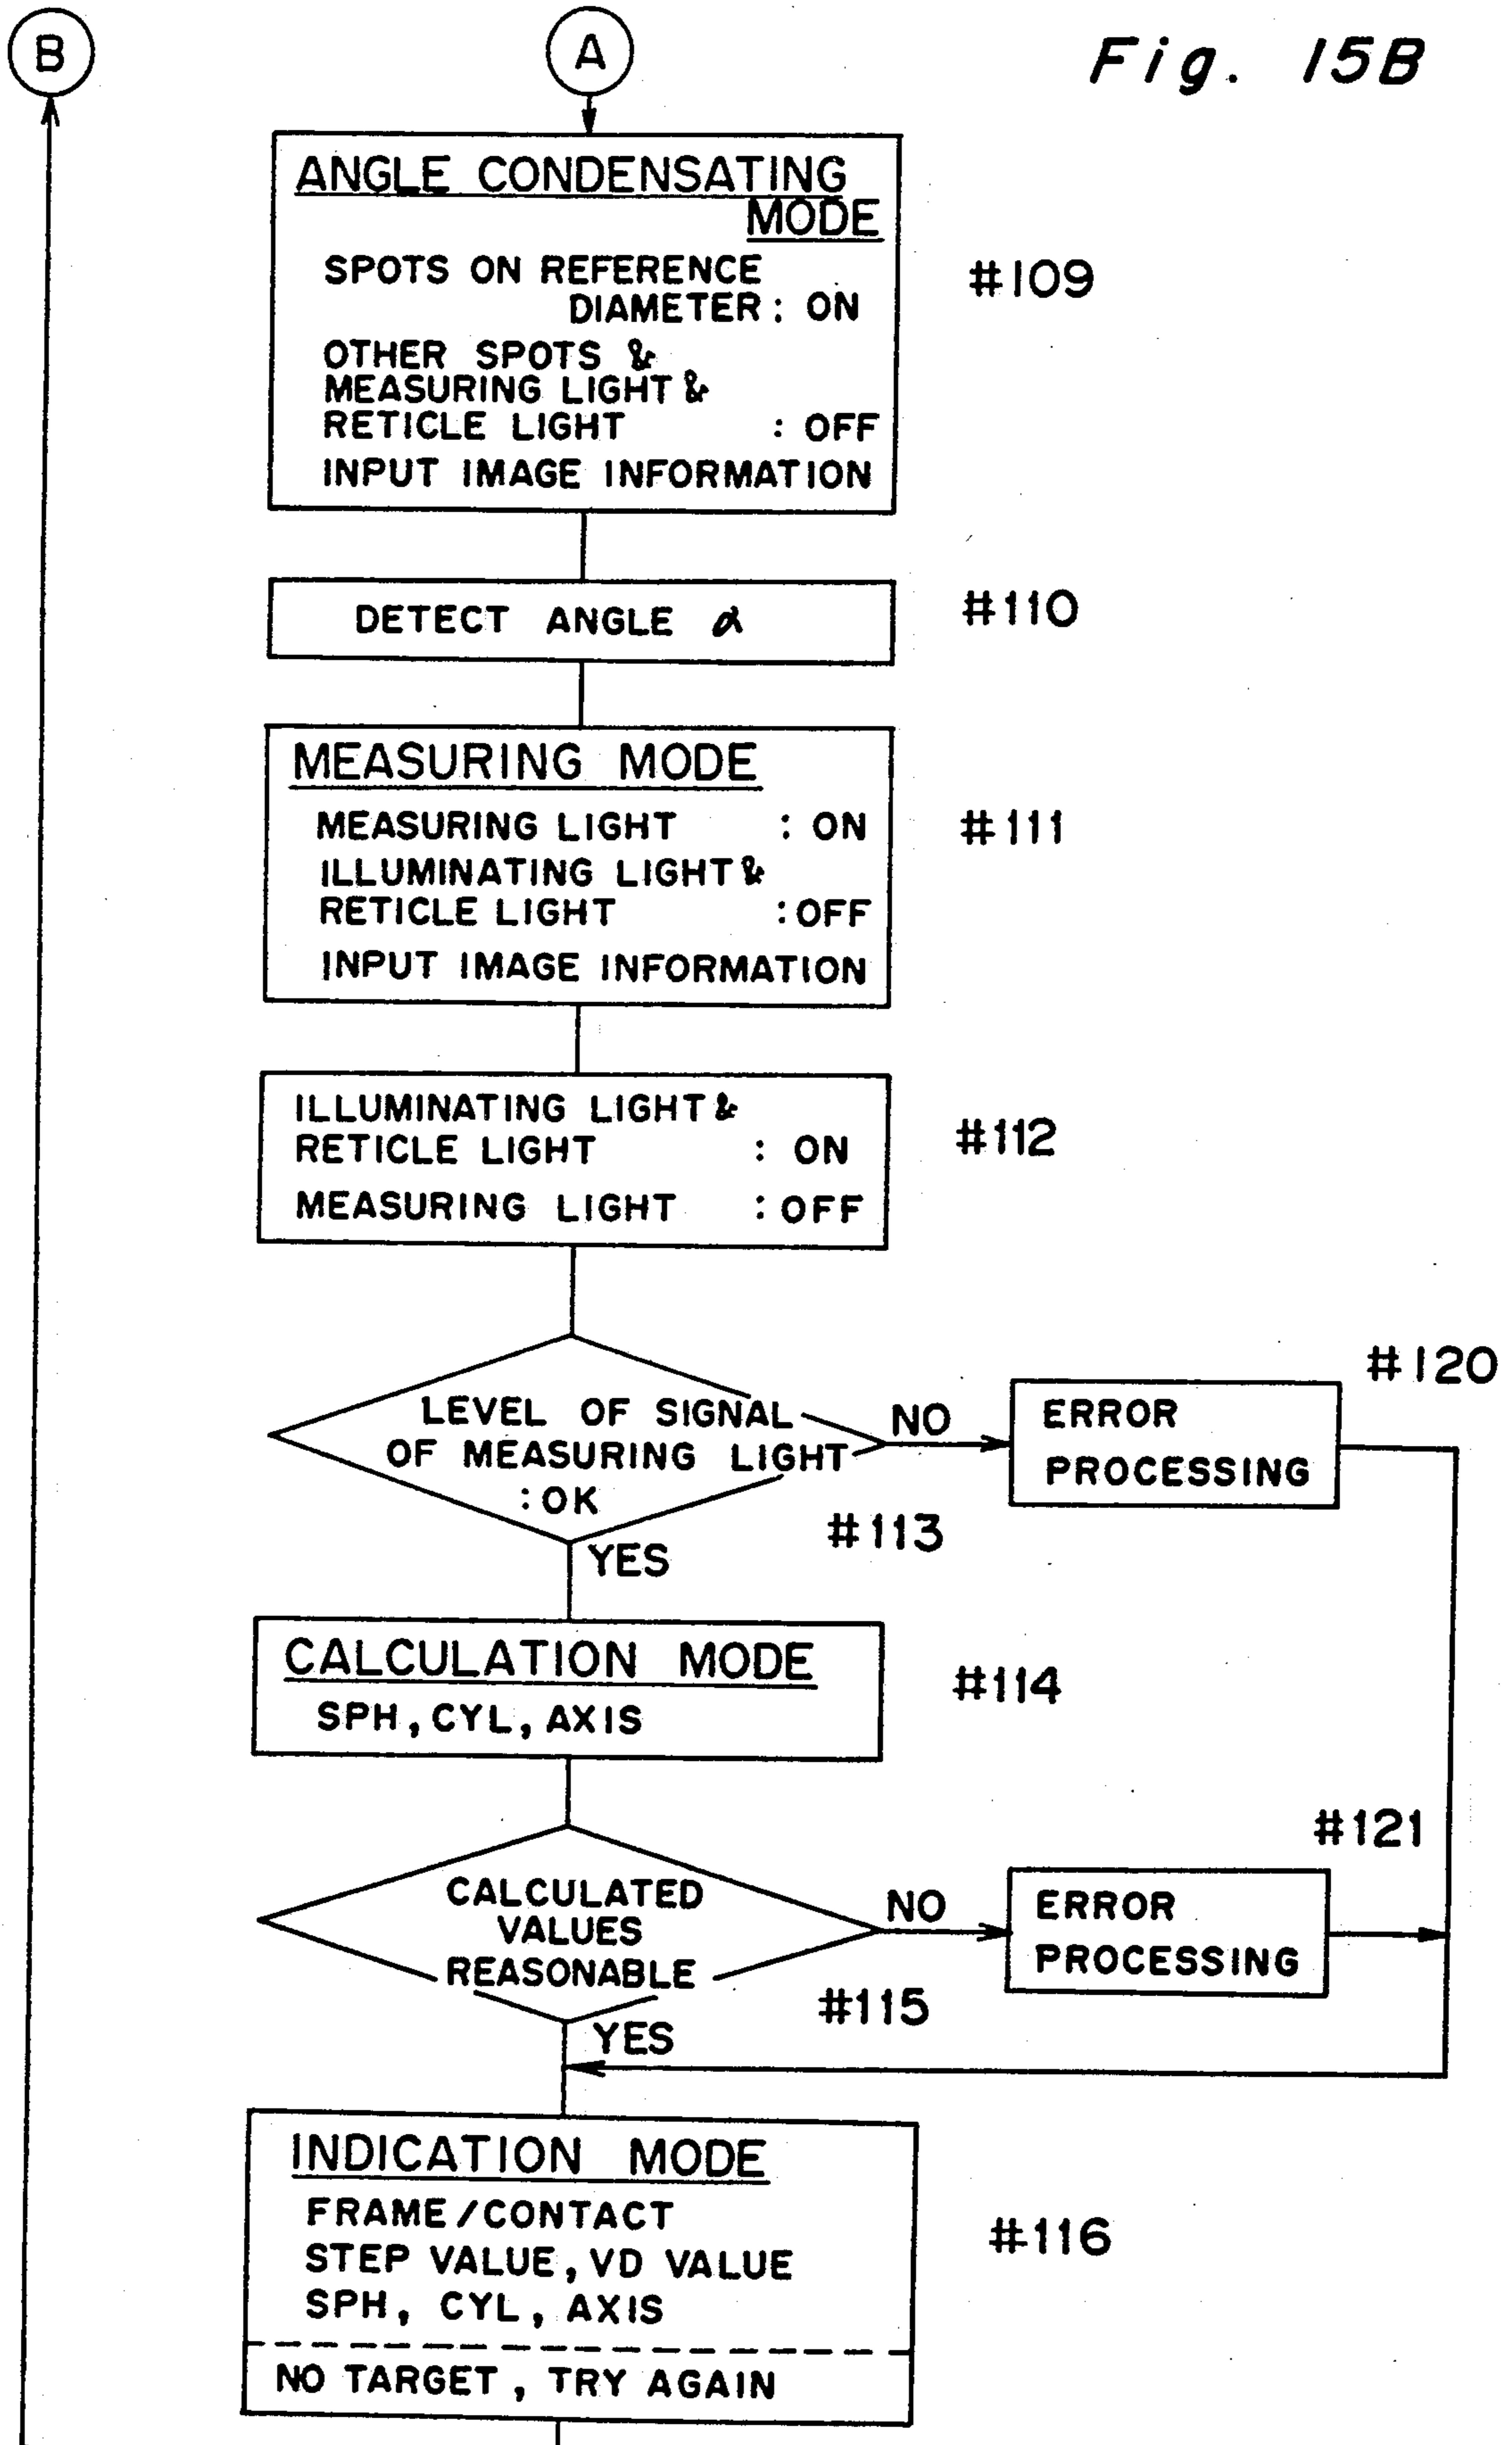 B
A
Fig. 15B
ANGLE CONDENSATING
MODE
SPOTS ON REFERENCE
DIAMETER : ON
OTHER SPOTS &
MEASURING LIGHT &
RETICLE LIGHT : OFF
INPUT IMAGE INFORMATION
#109
DETECT ANGLE α
#110
MEASURING MODE
MEASURING LIGHT : ON
ILLUMINATING LIGHT &
RETICLE LIGHT : OFF
INPUT IMAGE INFORMATION
#111
ILLUMINATING LIGHT &
RETICLE LIGHT : ON
MEASURING LIGHT : OFF
#112
LEVEL OF SIGNAL
OF MEASURING LIGHT
: OK
#113
NO
ERROR
PROCESSING
#120
YES
CALCULATION MODE
SPH, CYL, AXIS
#114
CALCULATED
VALUES
REASONABLE
#115
NO
ERROR
PROCESSING
#121
YES
INDICATION MODE
FRAME/CONTACT
STEP VALUE, VD VALUE
SPH, CYL, AXIS
NO TARGET, TRY AGAIN
#116